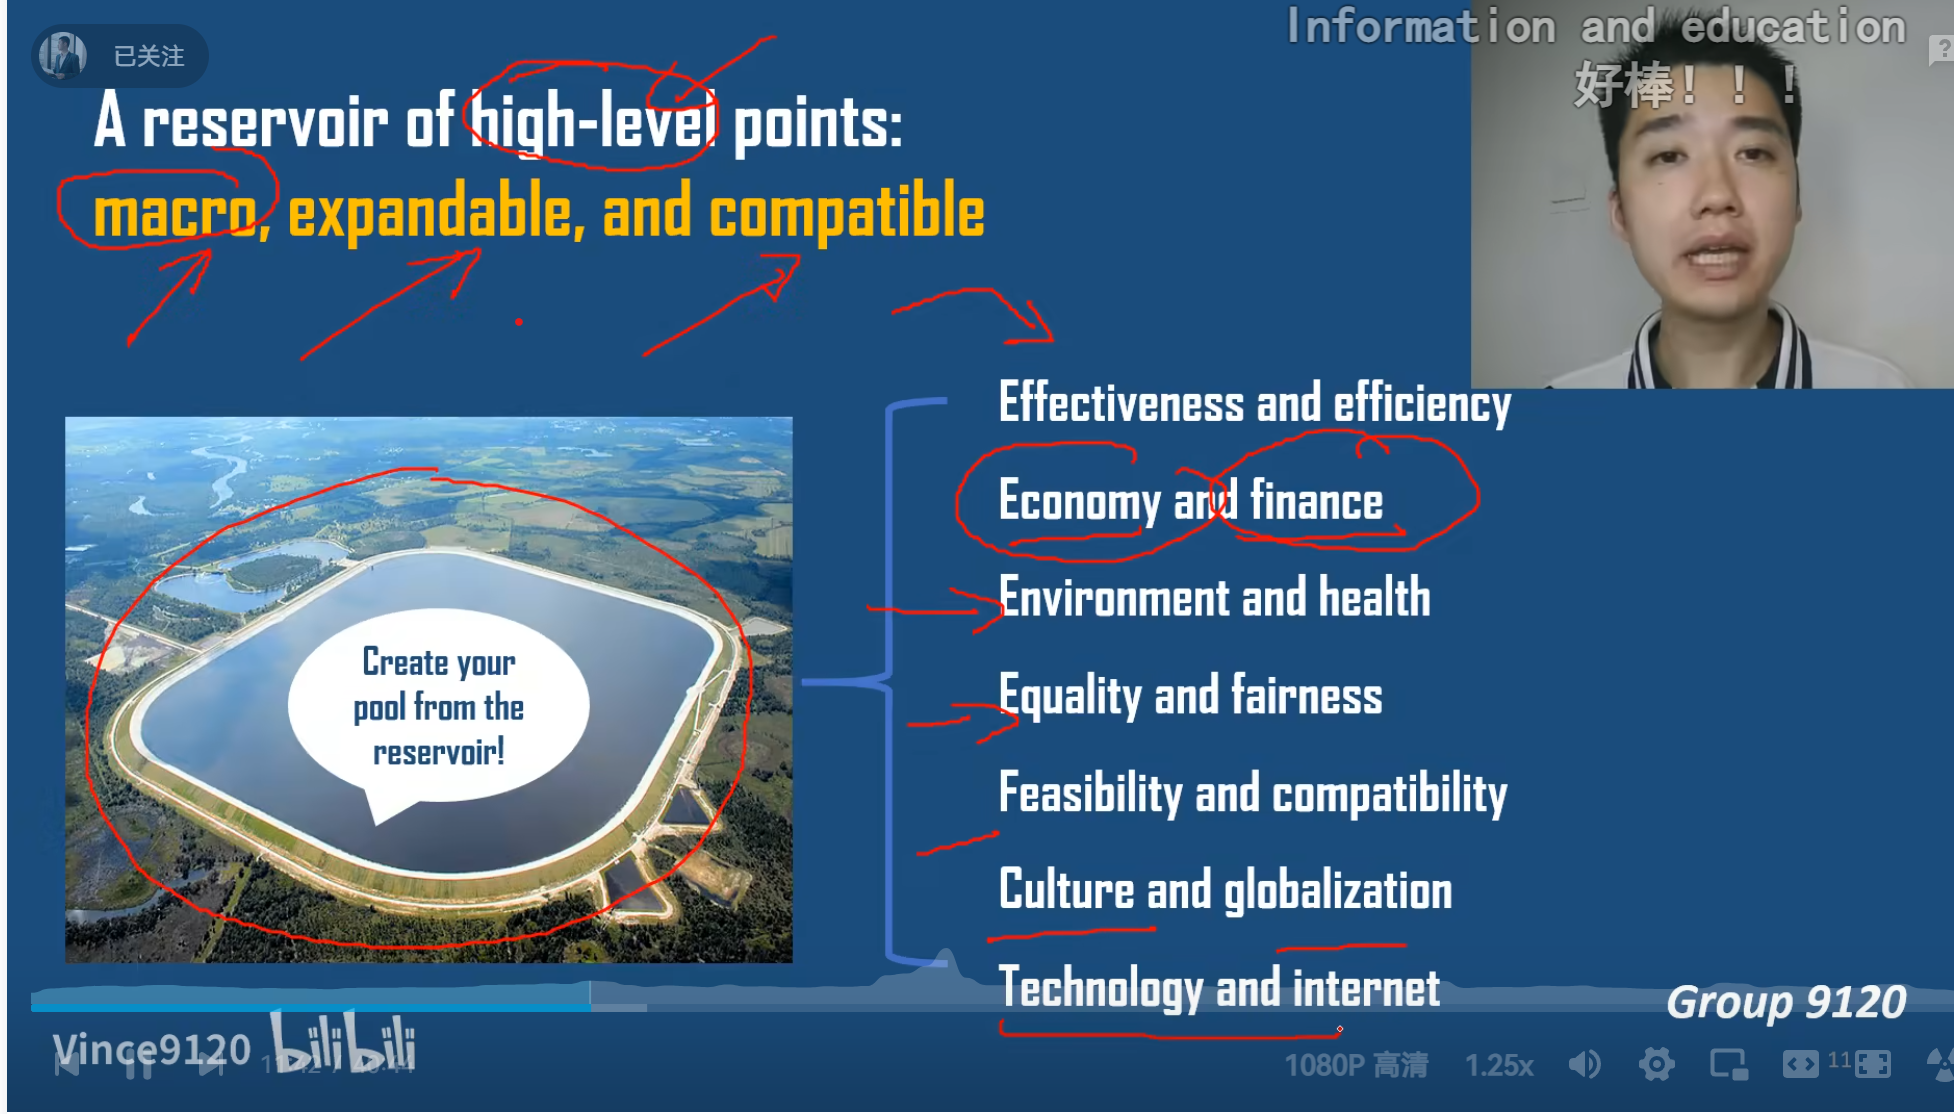 已关注
Information and education
好棒！！！
A reservoir of high-level points:
macro, expandable, and compatible
Create your
pool from the
reservoir!
Effectiveness and efficiency
Economy and finance
Environment and health
Equality and fairness
Feasibility and compatibility
Culture and globalization
Technology and internet
Group 9120
Vince9120 bilibili
1080P 高清
1.25x
11